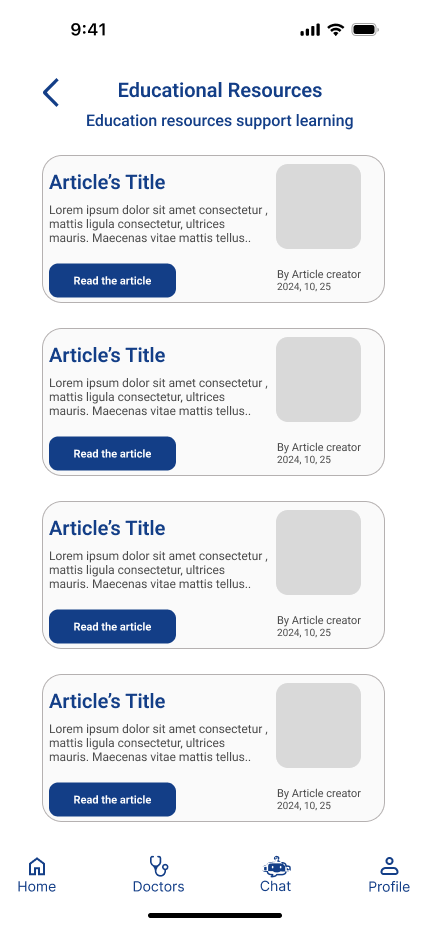 9:41
Educational Resources
Education resources support learning
Article's Title
Lorem ipsum dolor sit amet consectetur ,
mattis ligula consectetur, ultrices
mauris. Maecenas vitae mattis tellus..
Read the article
By Article creator
2024, 10, 25
Article's Title
Lorem ipsum dolor sit amet consectetur ,
mattis ligula consectetur, ultrices
mauris. Maecenas vitae mattis tellus..
Read the article
By Article creator
2024, 10, 25
Article's Title
Lorem ipsum dolor sit amet consectetur ,
mattis ligula consectetur, ultrices
mauris. Maecenas vitae mattis tellus..
Read the article
By Article creator
2024, 10, 25
Article's Title
Lorem ipsum dolor sit amet consectetur ,
mattis ligula consectetur, ultrices
mauris. Maecenas vitae mattis tellus..
Read the article
By Article creator
2024, 10, 25
Home
Doctors
Chat
Profile